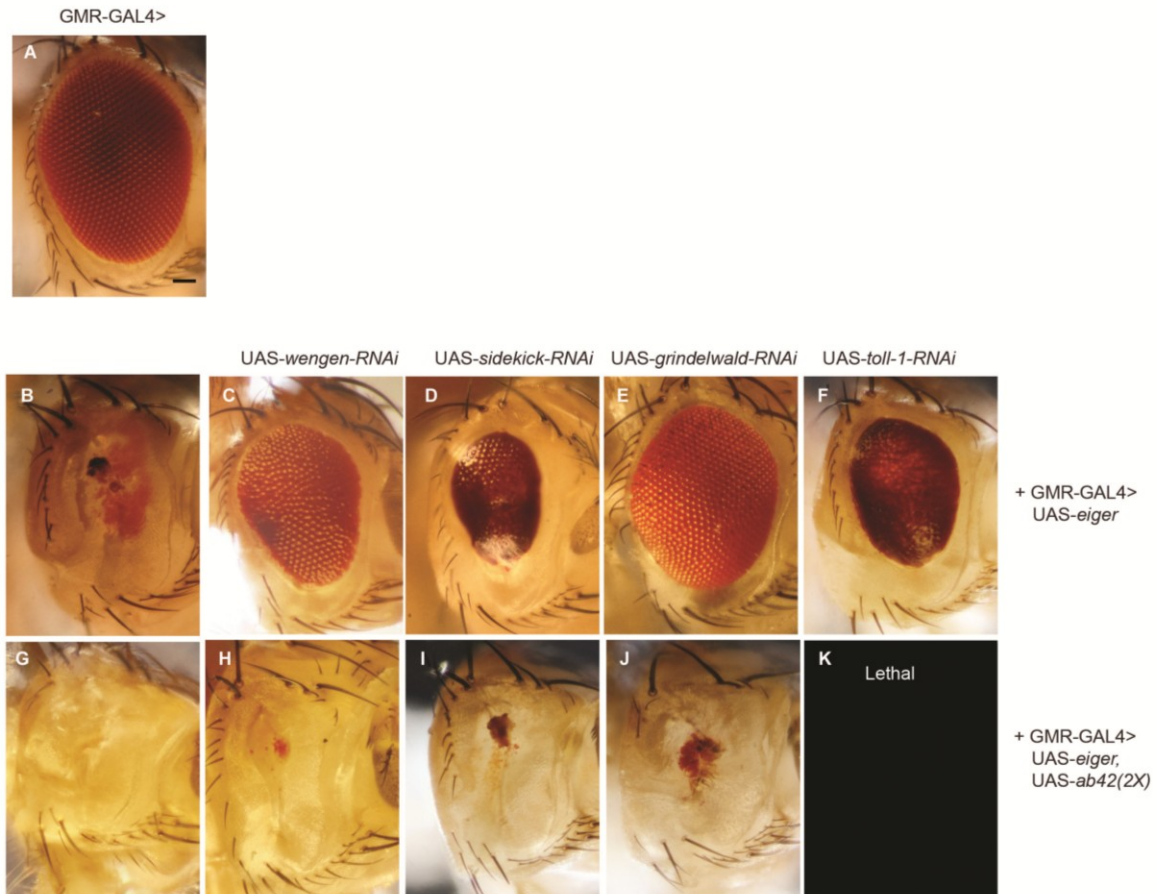 GMR-GAL4>
A
UAS-wengen-RNAi
UAS-sidekick-RNAi
UAS-grindelwald-RNAi
UAS-toll-1-RNAi
B
C
D
E
F
+ GMR-GAL4>
UAS-eiger
G
H
I
J
K
Lethal
+ GMR-GAL4>
UAS-eiger,
UAS-ab42(2X)